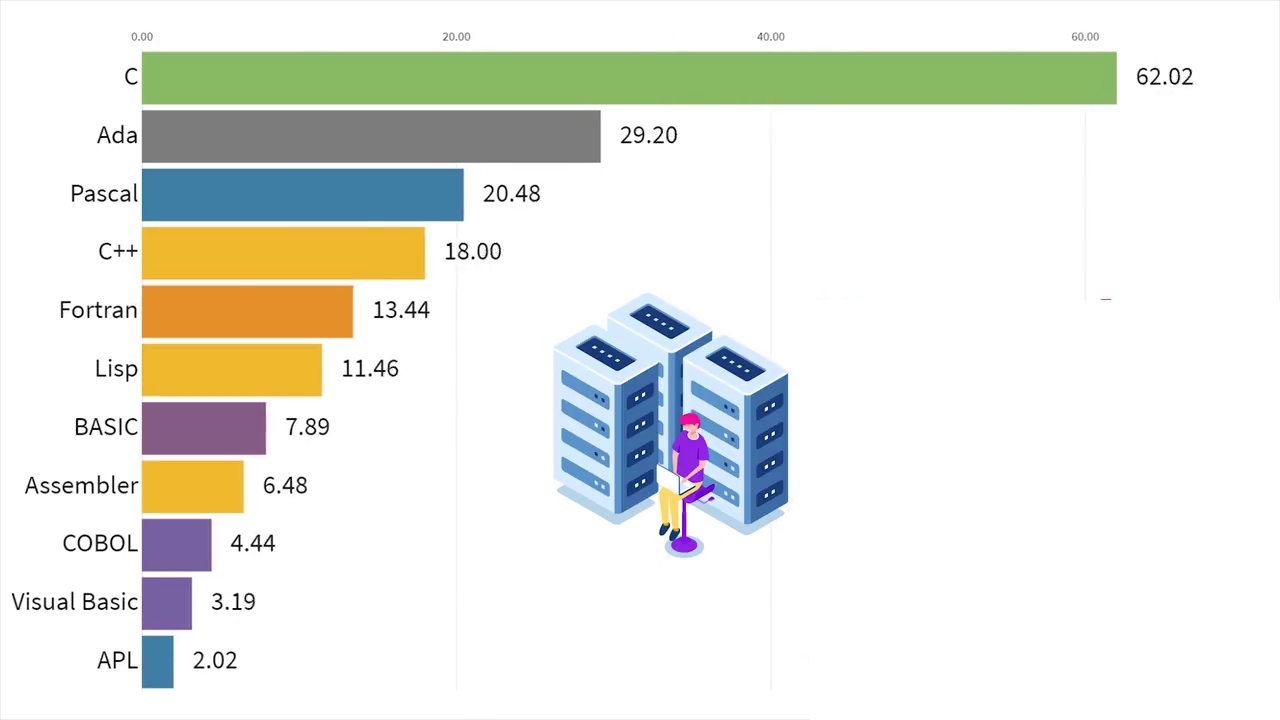 0.00 20.00 40.00 60.00
C 62.02
Ada 29.20
Pascal 20.48
C++ 18.00
Fortran 13.44
Lisp 11.46
BASIC 7.89
Assembler 6.48
COBOL 4.44
Visual Basic 3.19
APL 2.02